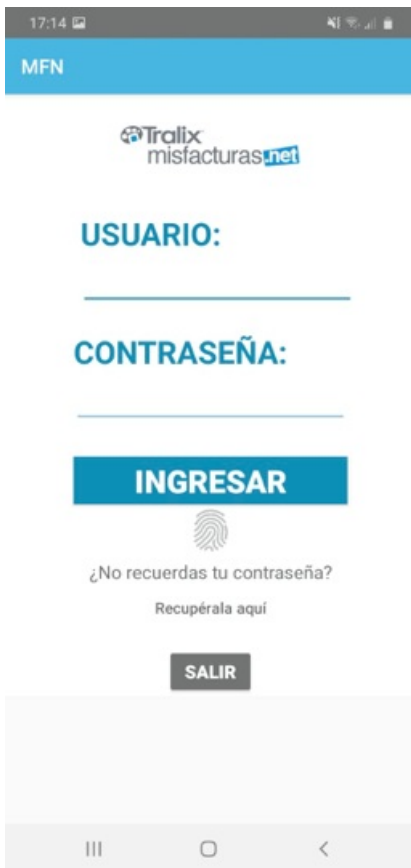 17:14
MFN
Tralix
misfacturas.net
USUARIO:
CONTRASEÑA:
INGRESAR
¿No recuerdas tu contraseña?
Recupérala aquí
SALIR